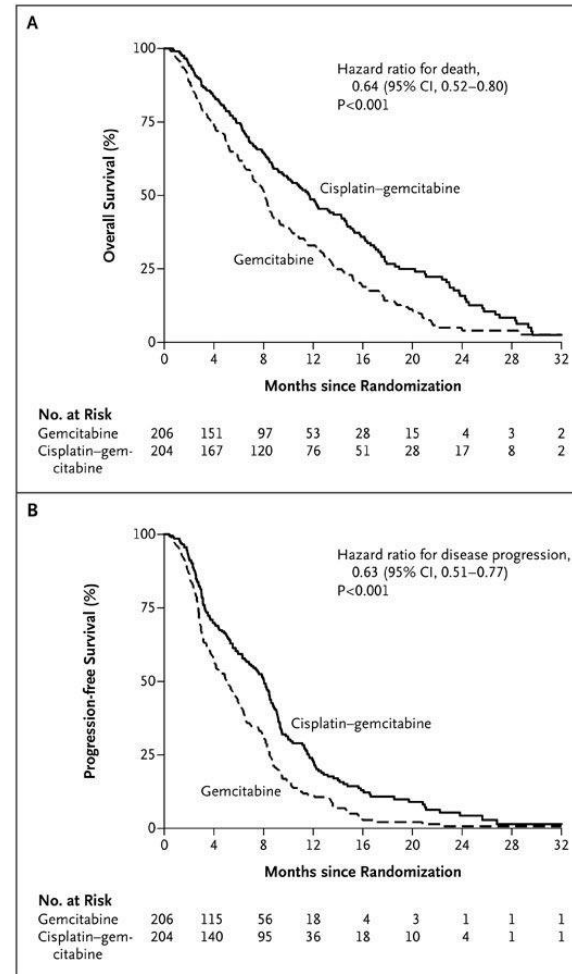 A
100
75
50
25
0
Overall Survival (%)
Hazard ratio for death,
0.64 (95% CI, 0.52–0.80)
P<0.001
Cisplatin–gemcitabine
Gemcitabine
0 4 8 12 16 20 24 28 32
Months since Randomization
No. at Risk
Gemcitabine 206 151 97 53 28 15 4 3 2
Cisplatin–gem- 204 167 120 76 51 28 17 8 2
citabine
B
100
75
50
25
0
Progression-free Survival (%)
Hazard ratio for disease progression,
0.63 (95% CI, 0.51–0.77)
P<0.001
Cisplatin–gemcitabine
Gemcitabine
0 4 8 12 16 20 24 28 32
Months since Randomization
No. at Risk
Gemcitabine 206 115 56 18 4 3 1 1 1
Cisplatin–gem- 204 140 95 36 18 10 4 1 1
citabine